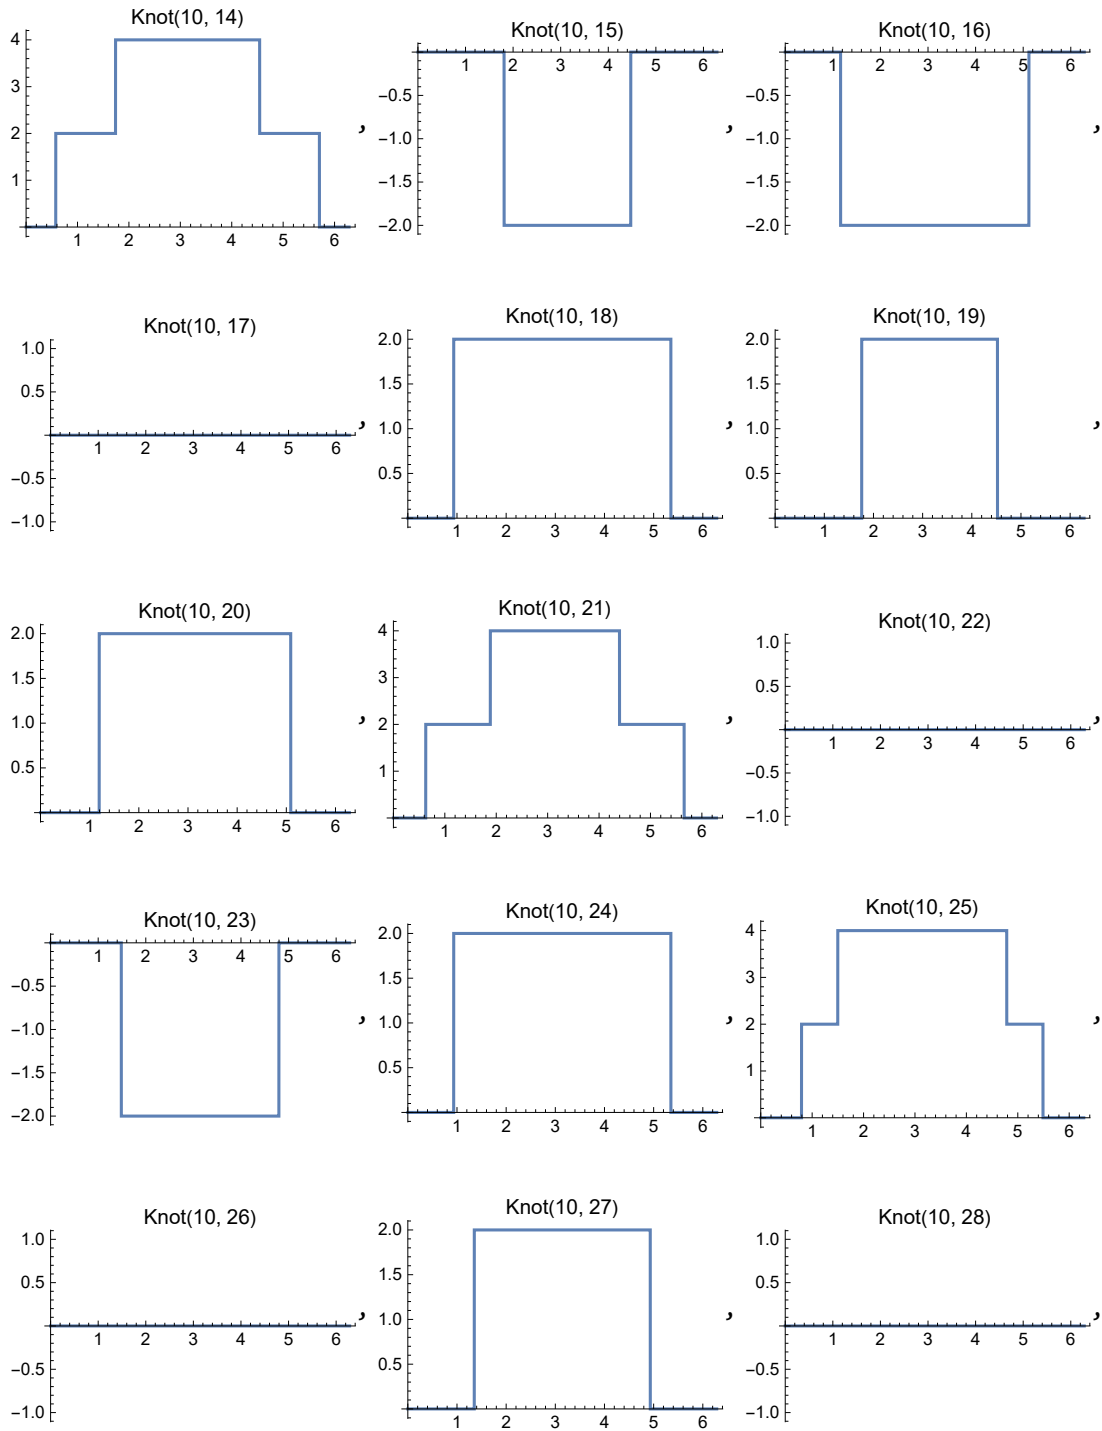 Knot(10, 14)
4
3
2
1
1 2 3 4 5 6
,
Knot(10, 15)
1 2 3 4 5 6
−0.5
−1.0
−1.5
−2.0
,
Knot(10, 16)
1 2 3 4 5 6
−0.5
−1.0
−1.5
−2.0
,
Knot(10, 17)
1.0
0.5
1 2 3 4 5 6
−0.5
−1.0
,
Knot(10, 18)
2.0
1.5
1.0
0.5
1 2 3 4 5 6
,
Knot(10, 19)
2.0
1.5
1.0
0.5
1 2 3 4 5 6
,
Knot(10, 20)
2.0
1.5
1.0
0.5
1 2 3 4 5 6
,
Knot(10, 21)
4
3
2
1
1 2 3 4 5 6
,
Knot(10, 22)
1.0
0.5
1 2 3 4 5 6
−0.5
−1.0
,
Knot(10, 23)
1 2 3 4 5 6
−0.5
−1.0
−1.5
−2.0
,
Knot(10, 24)
2.0
1.5
1.0
0.5
1 2 3 4 5 6
,
Knot(10, 25)
4
3
2
1
1 2 3 4 5 6
,
Knot(10, 26)
1.0
0.5
1 2 3 4 5 6
−0.5
−1.0
,
Knot(10, 27)
2.0
1.5
1.0
0.5
1 2 3 4 5 6
,
Knot(10, 28)
1.0
0.5
1 2 3 4 5 6
−0.5
−1.0
,